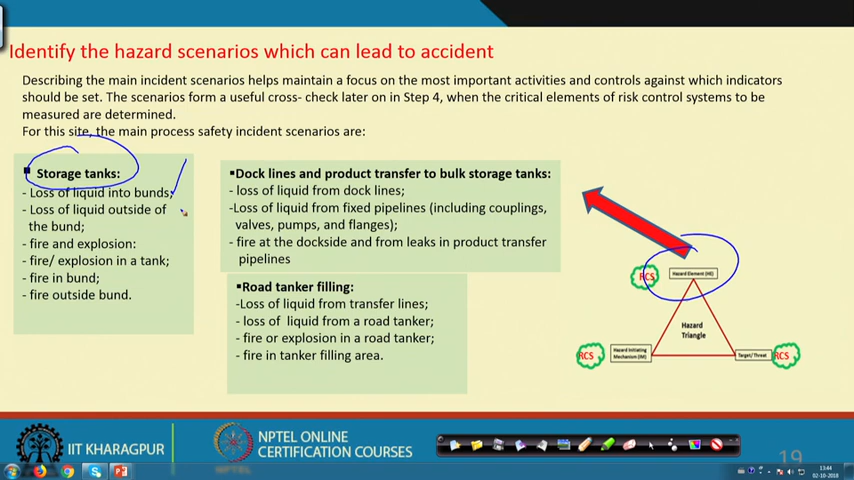 Identify the hazard scenarios which can lead to accident
Describing the main incident scenarios helps maintain a focus on the most important activities and controls against which indicators
should be set. The scenarios form a useful cross- check later on in Step 4, when the critical elements of risk control systems to be
measured are determined.
For this site, the main process safety incident scenarios are:
▪ Storage tanks:
- Loss of liquid into bunds;
- Loss of liquid outside of
the bund;
- fire and explosion:
- fire/ explosion in a tank;
- fire in bund;
- fire outside bund.
▪Dock lines and product transfer to bulk storage tanks:
- loss of liquid from dock lines;
-Loss of liquid from fixed pipelines (including couplings,
valves, pumps, and flanges);
- fire at the dockside and from leaks in product transfer
pipelines
▪Road tanker filling:
-Loss of liquid from transfer lines;
- loss of liquid from a road tanker;
- fire or explosion in a road tanker;
- fire in tanker filling area.
RCS
Hazard Element (HE)
Hazard
Triangle
RCS
Hazard Initiating
Mechanism (IM)
Target/ Threat
RCS
IIT KHARAGPUR
NPTEL ONLINE
CERTIFICATION COURSES
NPTEL
19
13:44
02-10-2018